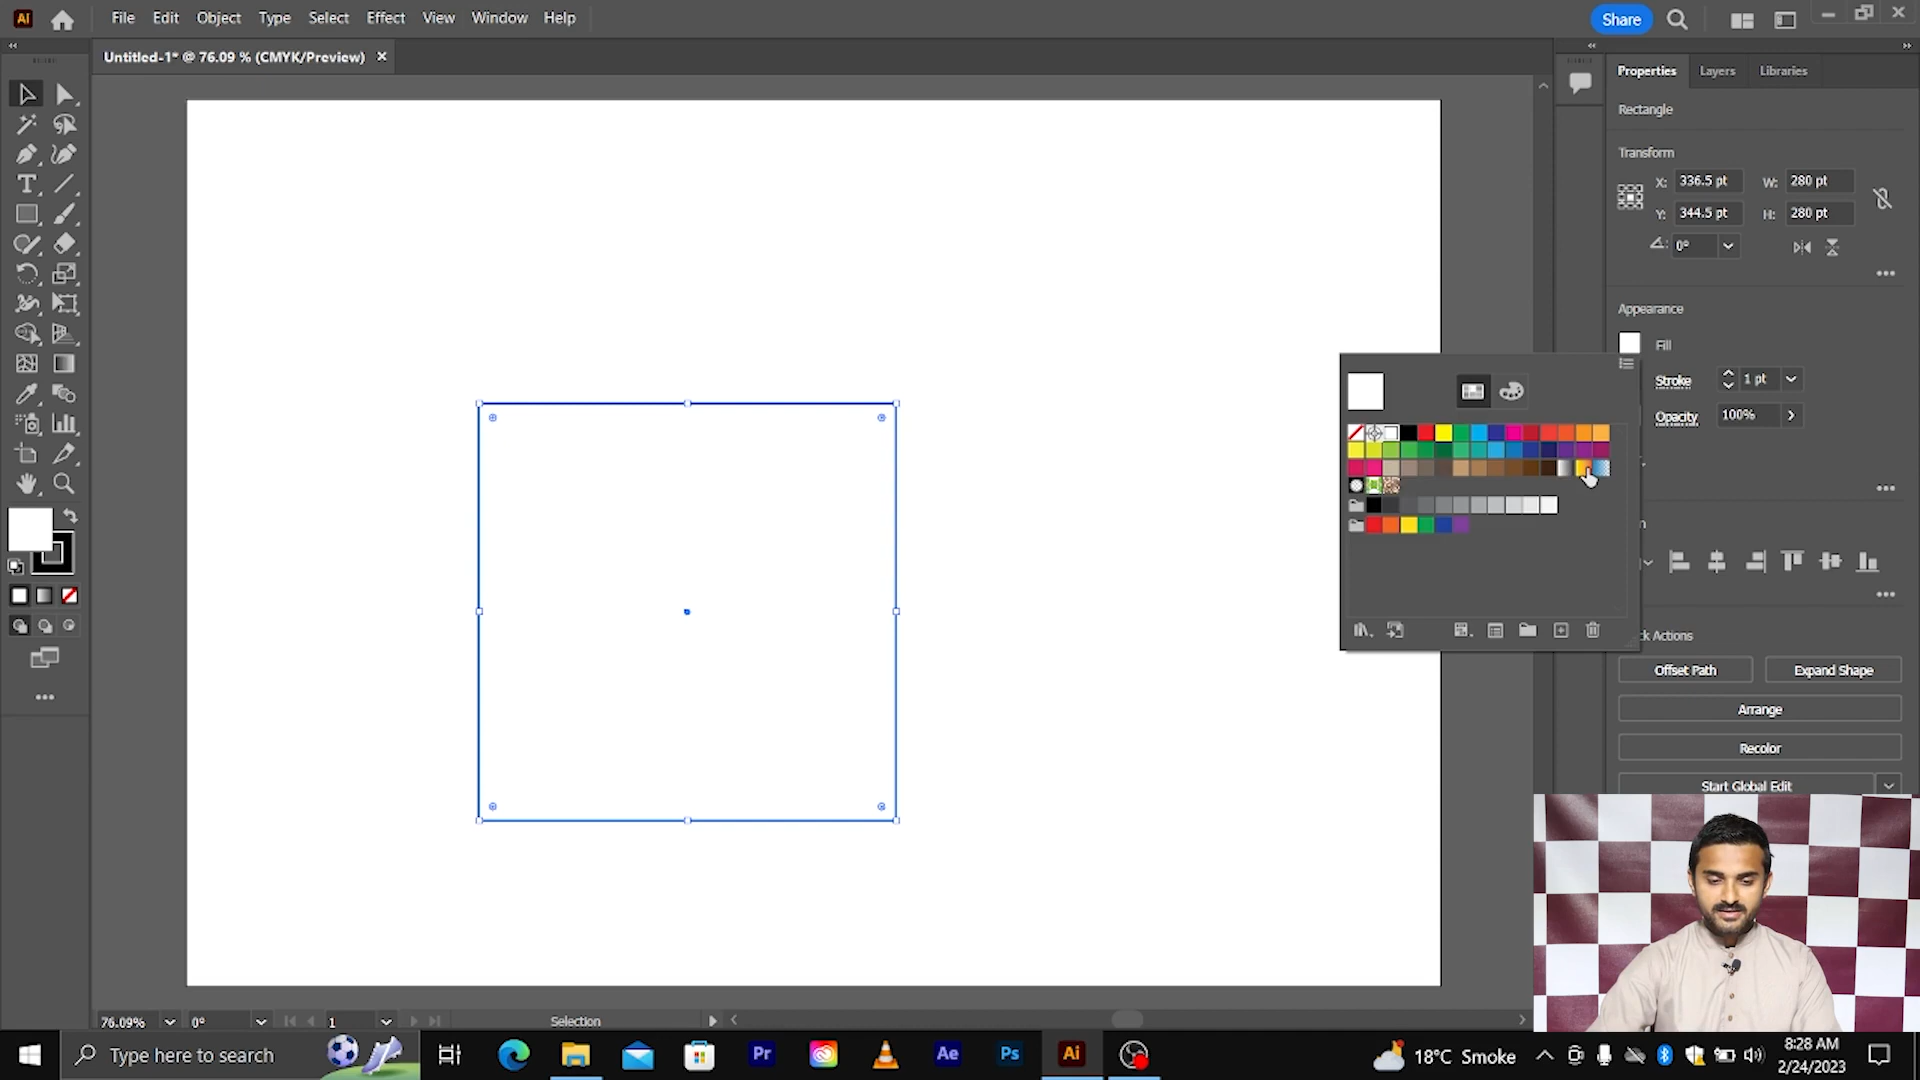 Ai File Edit Object Type Select Effect View Window Help Share
Untitled-1* @ 76.09 % (CMYK/Preview) ×
Properties Layers Libraries
Rectangle
Transform
X: 336.5 pt W: 280 pt
Y: 344.5 pt H: 280 pt
0°
Appearance
Fill
Stroke 1 pt
Opacity 100%
ck Actions
Offset Path Expand Shape
Arrange
Recolor
Start Global Edit
76.09% 0° 1 Selection
Type here to search
Pr Ae Ps Ai
18°C Smoke
8:28 AM
2/24/2023